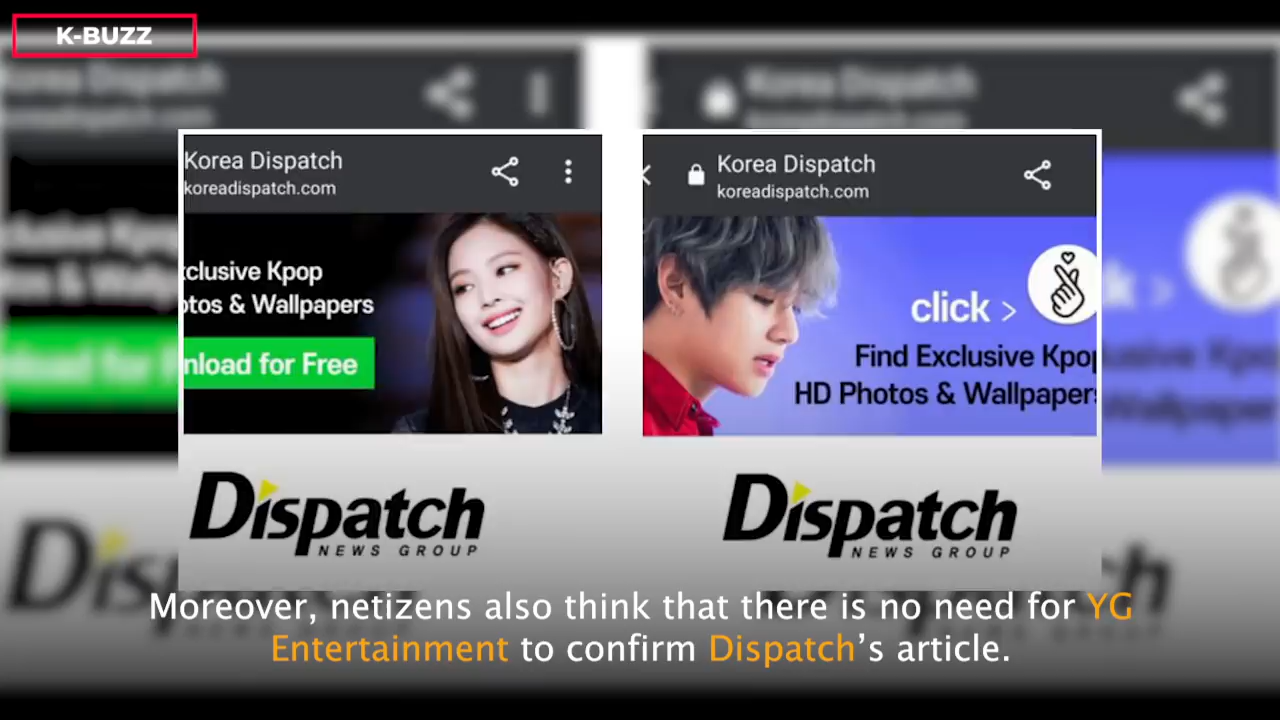 K-BUZZ
Korea Dispatch
koreadispatch.com
xclusive Kpop
otos & Wallpapers
nload for Free
Dispatch
NEWS GROUP
Korea Dispatch
koreadispatch.com
click >
Find Exclusive Kpop
HD Photos & Wallpapers
Dispatch
NEWS GROUP
Moreover, netizens also think that there is no need for YG
Entertainment to confirm Dispatch's article.